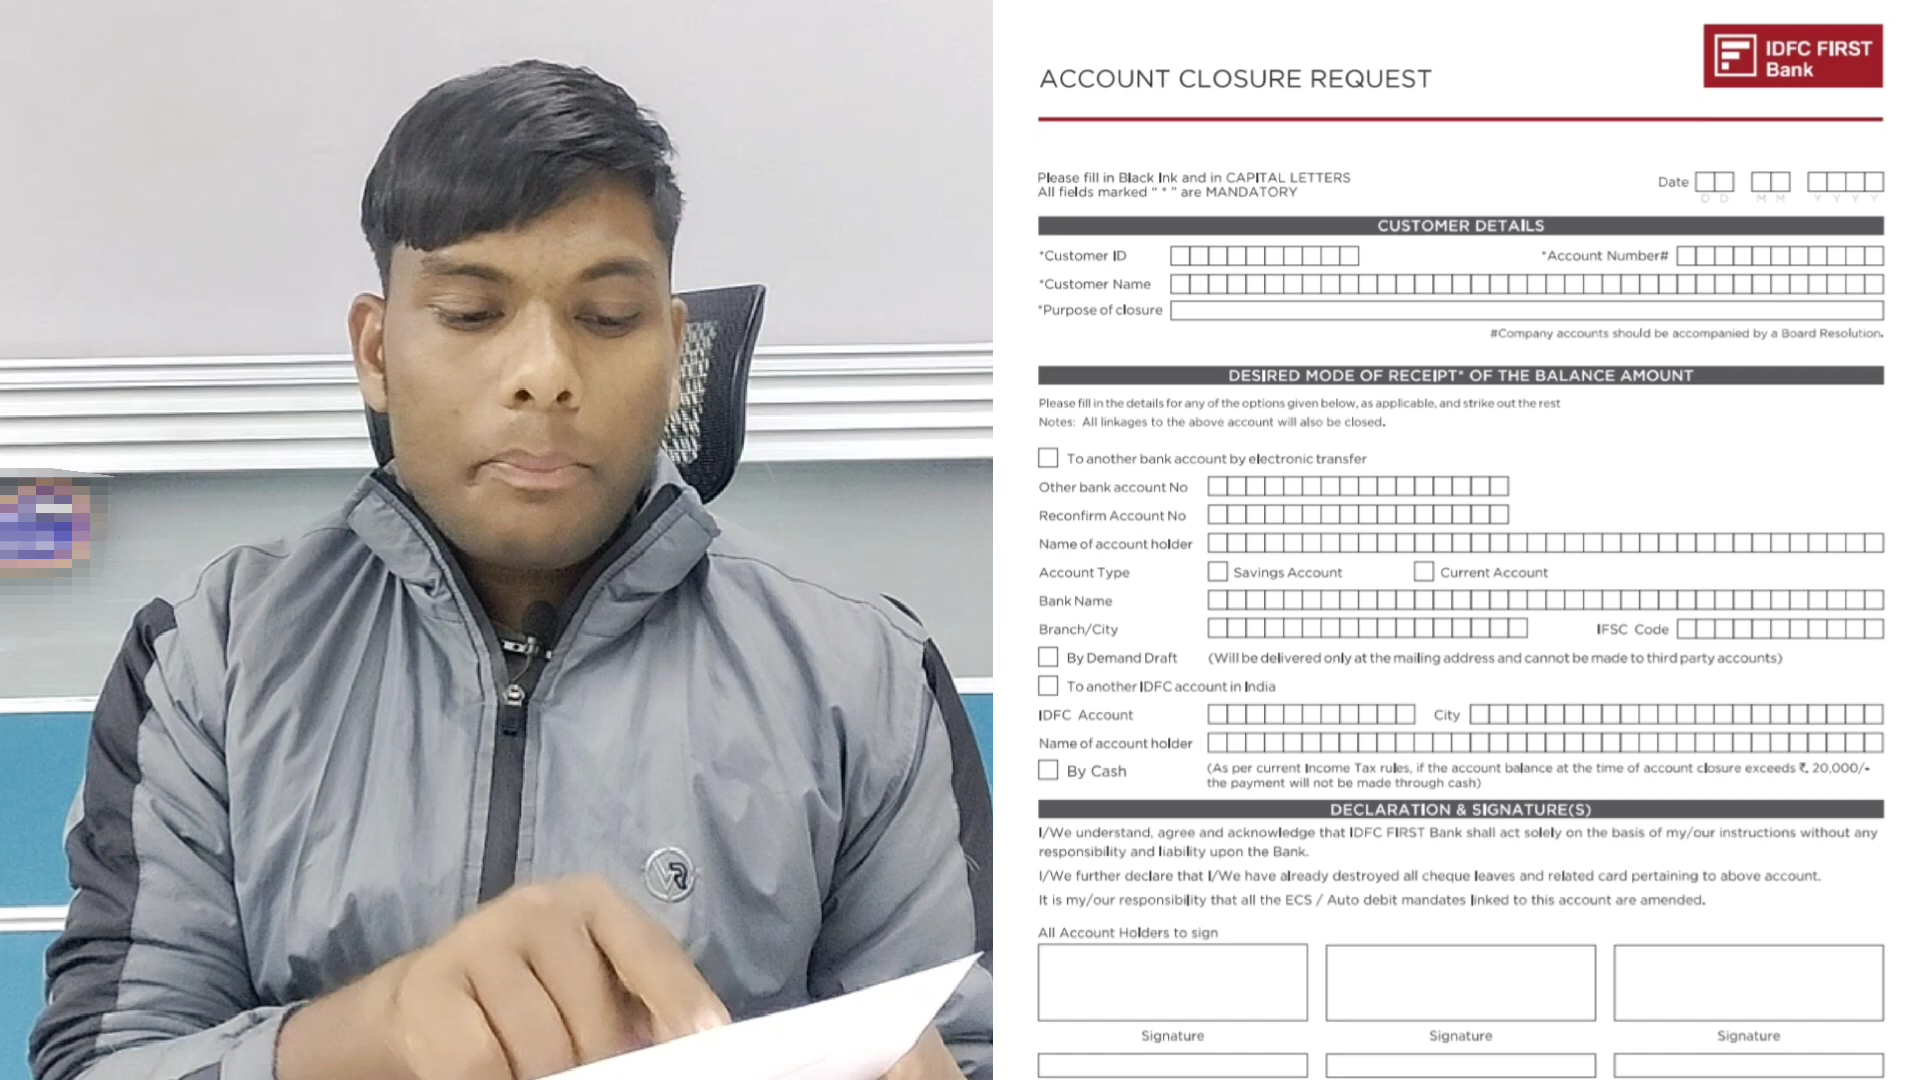 IDFC FIRST
Bank
ACCOUNT CLOSURE REQUEST
Please fill in Black Ink and in CAPITAL LETTERS
All fields marked “ * ” are MANDATORY
Date
D D M M Y Y Y Y
CUSTOMER DETAILS
*Customer ID
*Account Number#
*Customer Name
*Purpose of closure
#Company accounts should be accompanied by a Board Resolution.
DESIRED MODE OF RECEIPT* OF THE BALANCE AMOUNT
Please fill in the details for any of the options given below, as applicable, and strike out the rest
Notes: All linkages to the above account will also be closed.
To another bank account by electronic transfer
Other bank account No
Reconfirm Account No
Name of account holder
Account Type Savings Account Current Account
Bank Name
Branch/City IFSC Code
By Demand Draft (Will be delivered only at the mailing address and cannot be made to third party accounts)
To another IDFC account in India
IDFC Account City
Name of account holder
By Cash (As per current Income Tax rules, if the account balance at the time of account closure exceeds ₹. 20,000/-
the payment will not be made through cash)
DECLARATION & SIGNATURE(S)
I/We understand, agree and acknowledge that IDFC FIRST Bank shall act solely on the basis of my/our instructions without any
responsibility and liability upon the Bank.
I/We further declare that I/We have already destroyed all cheque leaves and related card pertaining to above account.
It is my/our responsibility that all the ECS / Auto debit mandates linked to this account are amended.
All Account Holders to sign
Signature Signature Signature